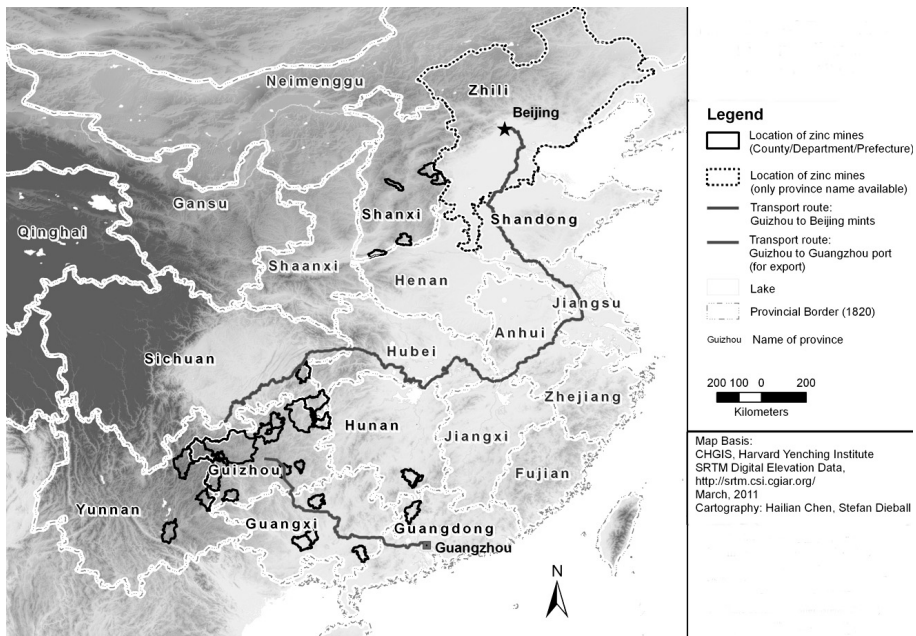 Neimenggu
Zhili
Beijing
Gansu
Qinghai
Shanxi
Shandong
Shaanxi
Henan
Jiangsu
Anhui
Sichuan
Hubei
Zhejiang
Hunan
Jiangxi
Guizhou
Fujian
Yunnan
Guangxi
Guangdong
Guangzhou
N
Legend
Location of zinc mines
(County/Department/Prefecture)
Location of zinc mines
(only province name available)
Transport route:
Guizhou to Beijing mints
Transport route:
Guizhou to Guangzhou port
(for export)
Lake
Provincial Border (1820)
Guizhou Name of province
200 100 0 200
Kilometers
Map Basis:
CHGIS, Harvard Yenching Institute
SRTM Digital Elevation Data,
http://srtm.csi.cgiar.org/
March, 2011
Cartography: Hailian Chen, Stefan Dieball